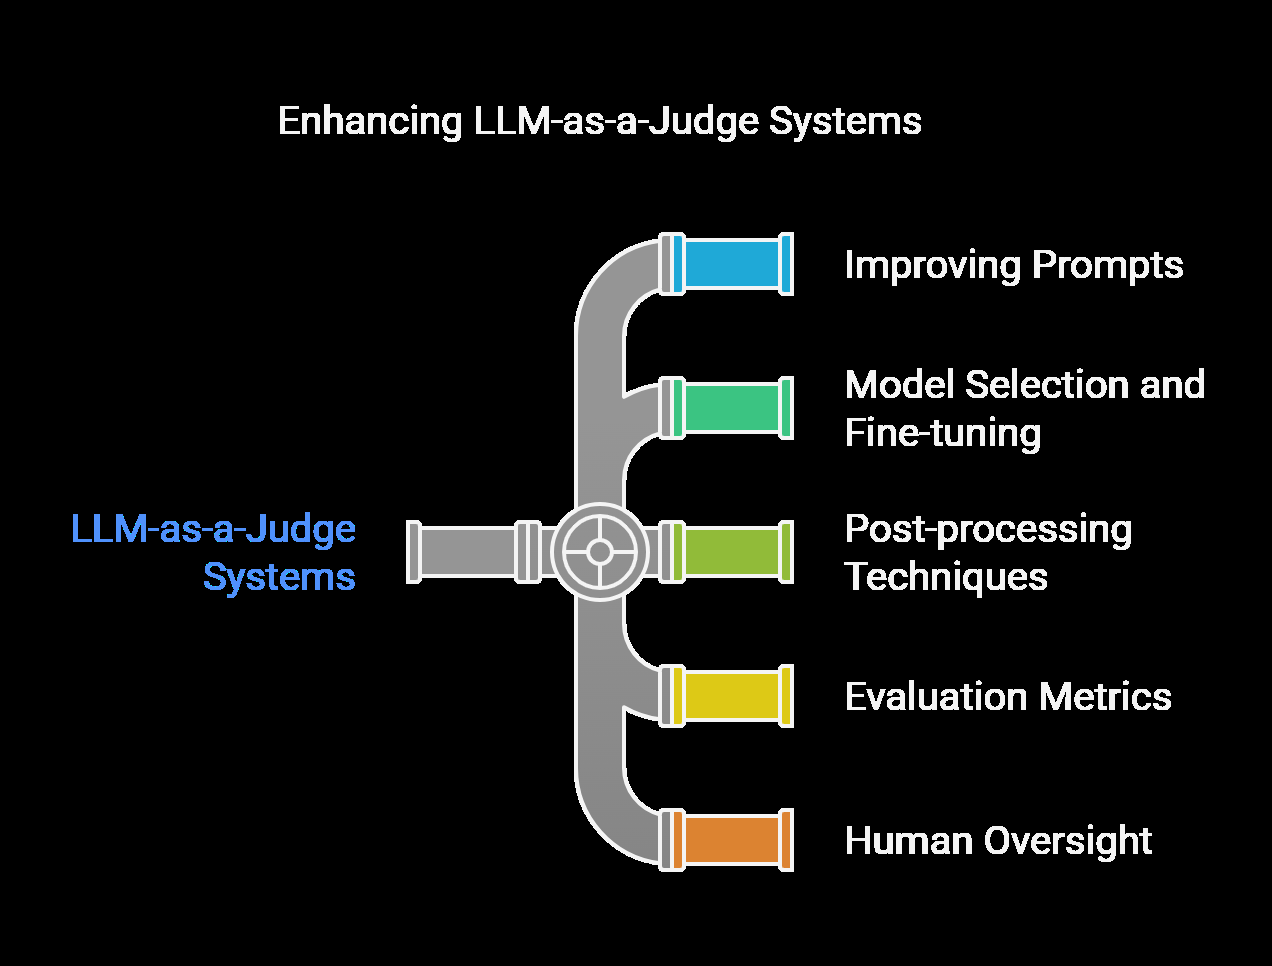 Enhancing LLM-as-a-Judge Systems
Improving Prompts
Model Selection and
Fine-tuning
LLM-as-a-Judge
Systems
Post-processing
Techniques
Evaluation Metrics
Human Oversight